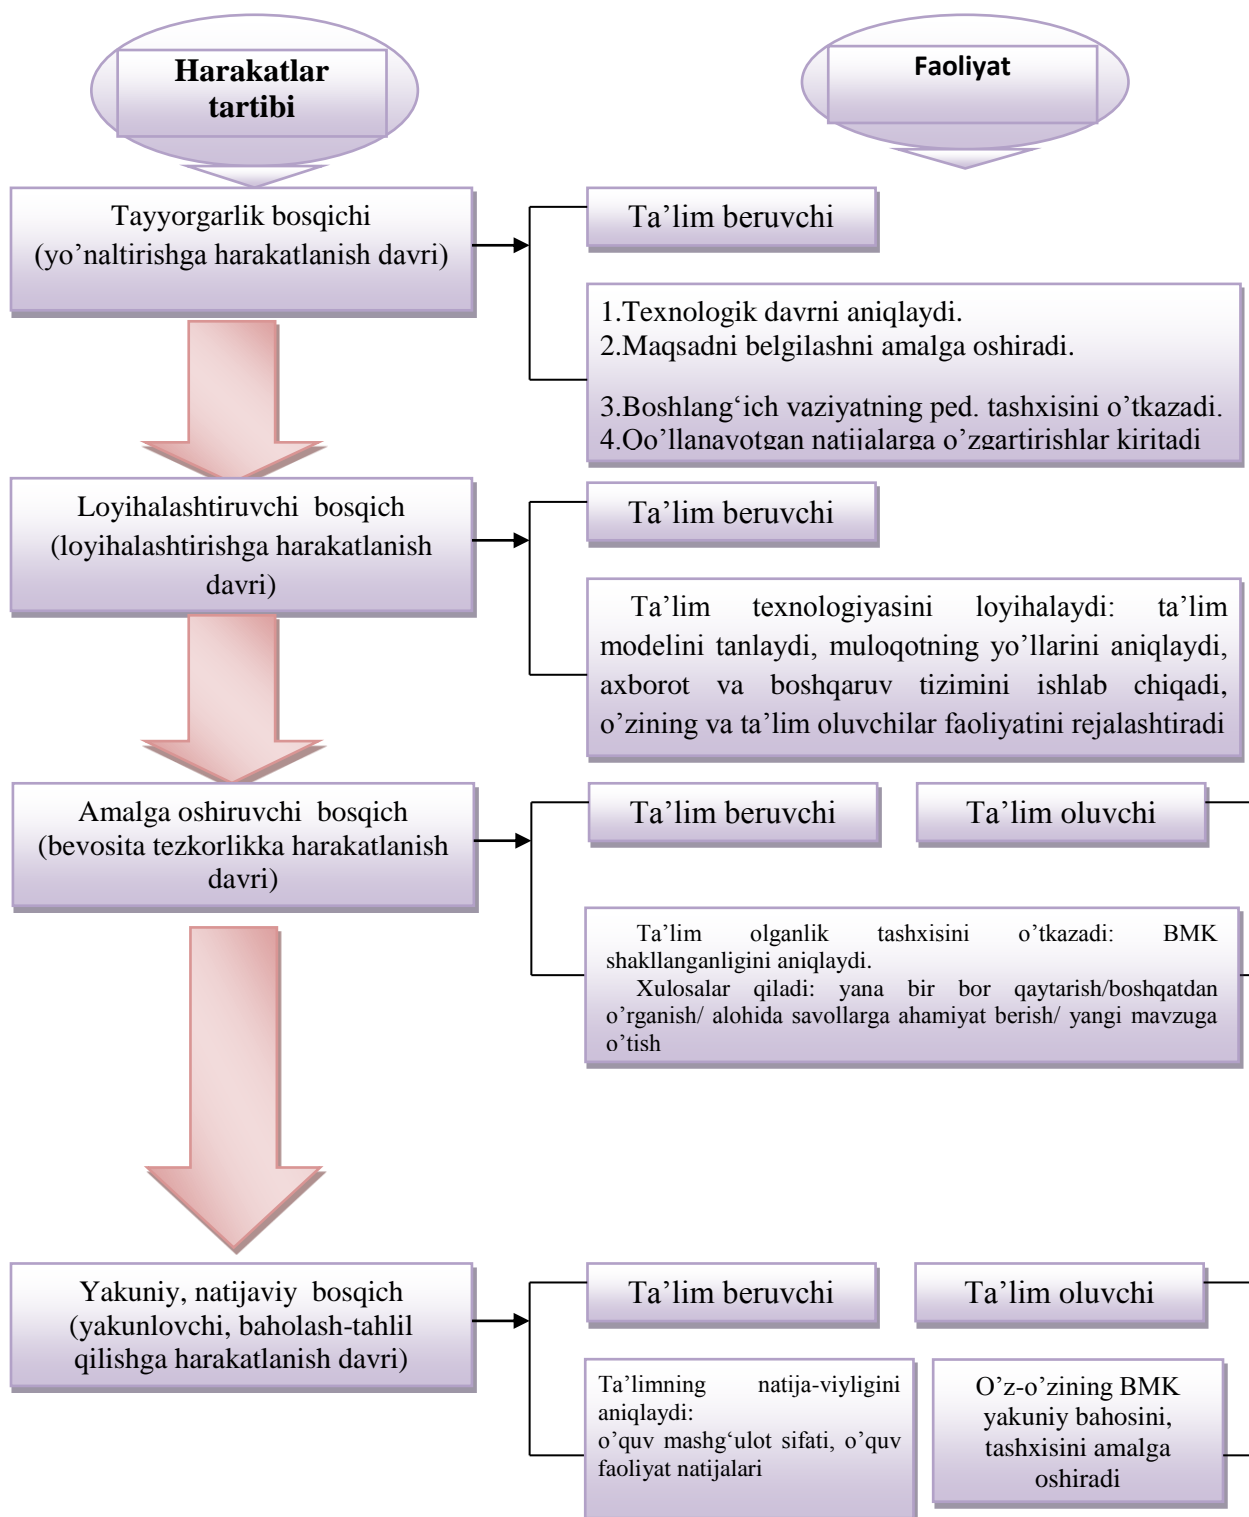 Harakatlar
tartibi
Faoliyat
Tayyorgarlik bosqichi
(yo’naltirishga harakatlanish davri)
Ta’lim beruvchi
1.Texnologik davrni aniqlaydi.
2.Maqsadni belgilashni amalga oshiradi.
3.Boshlang‘ich vaziyatning ped. tashxisini o’tkazadi.
4.Qo’llanayotgan natijalarga o’zgartirishlar kiritadi
Loyihalashtiruvchi bosqich
(loyihalashtirishga harakatlanish
davri)
Ta’lim beruvchi
Ta’lim texnologiyasini loyihalaydi: ta’lim
modelini tanlaydi, muloqotning yo’llarini aniqlaydi,
axborot va boshqaruv tizimini ishlab chiqadi,
o’zining va ta’lim oluvchilar faoliyatini rejalashtiradi
Amalga oshiruvchi bosqich
(bevosita tezkorlikka harakatlanish
davri)
Ta’lim beruvchi
Ta’lim oluvchi
Ta’lim olganlik tashxisini o’tkazadi: BMK
shakllanganligini aniqlaydi.
Xulosalar qiladi: yana bir bor qaytarish/boshqatdan
o’rganish/ alohida savollarga ahamiyat berish/ yangi mavzuga
o’tish
Yakuniy, natijaviy bosqich
(yakunlovchi, baholash-tahlil
qilishga harakatlanish davri)
Ta’lim beruvchi
Ta’lim oluvchi
Ta’limning natija-viyligini
aniqlaydi:
o’quv mashg‘ulot sifati, o’quv
faoliyat natijalari
O’z-o’zining BMK
yakuniy bahosini,
tashxisini amalga
oshiradi